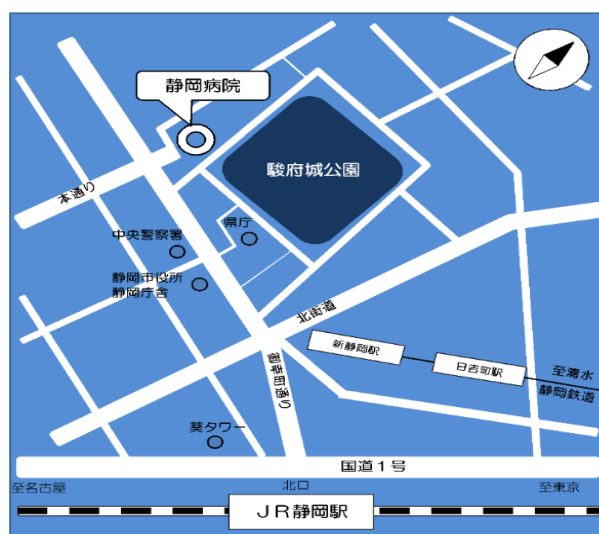 静岡病院
駿府城公園
本通り
県庁
中央警察署
静岡市役所
静岡庁舎
北街道
新静岡駅
日吉町駅
至清水
静岡鉄道
御幸町通り
葵タワー
国道1号
至名古屋
北口
至東京
JR静岡駅